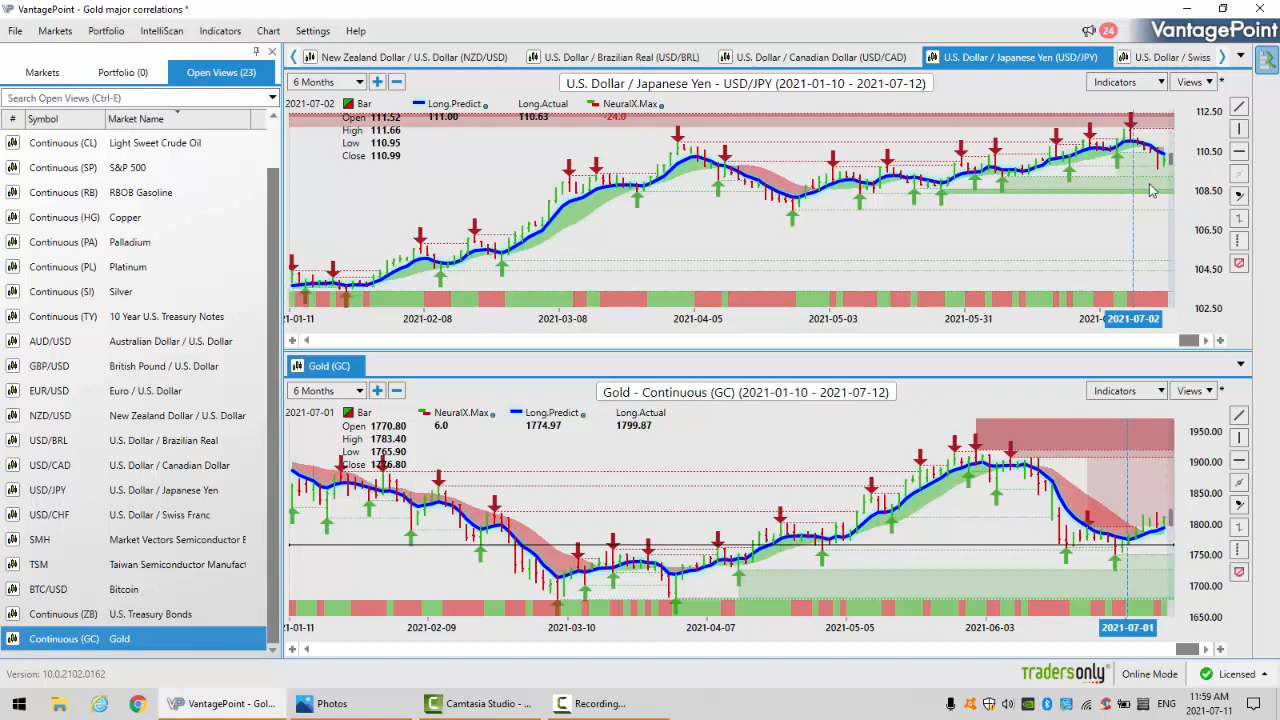 VantagePoint - Gold major correlations *
File Markets Portfolio IntelliScan Indicators Chart Settings Help
24
VantagePoint
Markets Portfolio (0) Open Views (23)
Search Open Views (Ctrl-E)
# Symbol Market Name
Continuous (CL) Light Sweet Crude Oil
Continuous (SP) S&P 500
Continuous (RB) RBOB Gasoline
Continuous (HG) Copper
Continuous (PA) Palladium
Continuous (PL) Platinum
Continuous (SI) Silver
Continuous (TY) 10 Year U.S. Treasury Notes
AUD/USD Australian Dollar / U.S. Dollar
GBP/USD British Pound / U.S. Dollar
EUR/USD Euro / U.S. Dollar
NZD/USD New Zealand Dollar / U.S. Dollar
USD/BRL U.S. Dollar / Brazilian Real
USD/CAD U.S. Dollar / Canadian Dollar
USD/JPY U.S. Dollar / Japanese Yen
USD/CHF U.S. Dollar / Swiss Franc
SMH Market Vectors Semiconductor E
TSM Taiwan Semiconductor Manufact
BTC/USD Bitcoin
Continuous (ZB) U.S. Treasury Bonds
Continuous (GC) Gold
New Zealand Dollar / U.S. Dollar (NZD/USD) U.S. Dollar / Brazilian Real (USD/BRL) U.S. Dollar / Canadian Dollar (USD/CAD) U.S. Dollar / Japanese Yen (USD/JPY) U.S. Dollar / Swiss
6 Months U.S. Dollar / Japanese Yen - USD/JPY (2021-01-10 - 2021-07-12) Indicators Views *
2021-07-02 Bar Long.Predict Long.Actual NeuralX.Max
Open 111.52 111.00 110.63 -24.0
High 111.66
Low 110.95
Close 110.99
112.50
110.50
108.50
106.50
104.50
102.50
21-01-11 2021-02-08 2021-03-08 2021-04-05 2021-05-03 2021-05-31 2021-07-02
Gold (GC)
6 Months Gold - Continuous (GC) (2021-01-10 - 2021-07-12) Indicators Views *
2021-07-01 Bar NeuralX.Max Long.Predict Long.Actual
Open 1770.80 6.0 1774.97 1799.87
High 1783.40
Low 1765.90
Close 1776.80
1950.00
1900.00
1850.00
1800.00
1750.00
1700.00
1650.00
21-01-11 2021-02-09 2021-03-10 2021-04-07 2021-05-05 2021-06-03 2021-07-01
Version: 10.0.2102.0162 tradersonly Online Mode Licensed
VantagePoint - Gol... Photos Camtasia Studio - ... Recording... 11:59 AM
2021-07-11